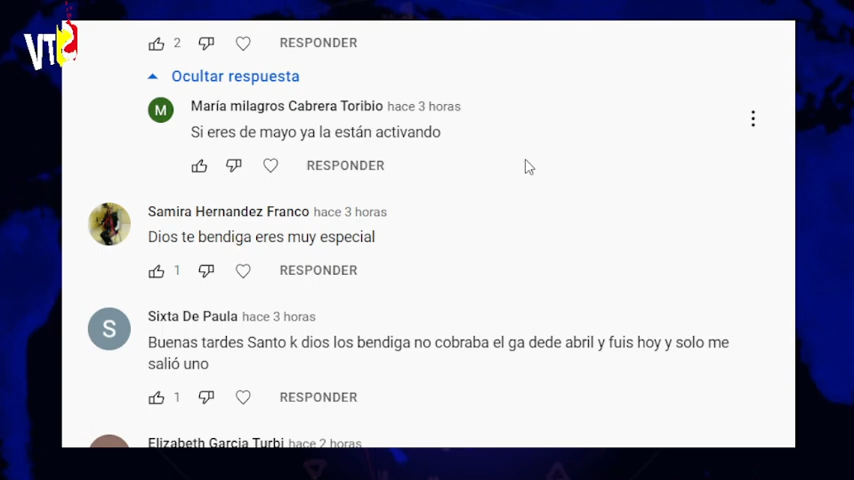 VTS
2 RESPONDER
Ocultar respuesta
M María milagros Cabrera Toribio hace 3 horas
Si eres de mayo ya la están activando
RESPONDER
Samira Hernandez Franco hace 3 horas
Dios te bendiga eres muy especial
1 RESPONDER
S Sixta De Paula hace 3 horas
Buenas tardes Santo k dios los bendiga no cobraba el ga dede abril y fuis hoy y solo me
salió uno
1 RESPONDER
Elizabeth Garcia Turbi hace 2 horas